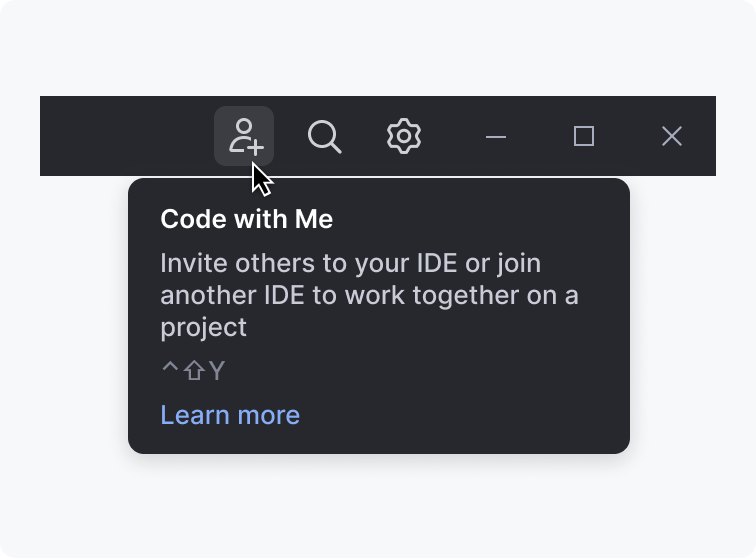 Code with Me
Invite others to your IDE or join
another IDE to work together on a
project
⌃⇧Y
Learn more